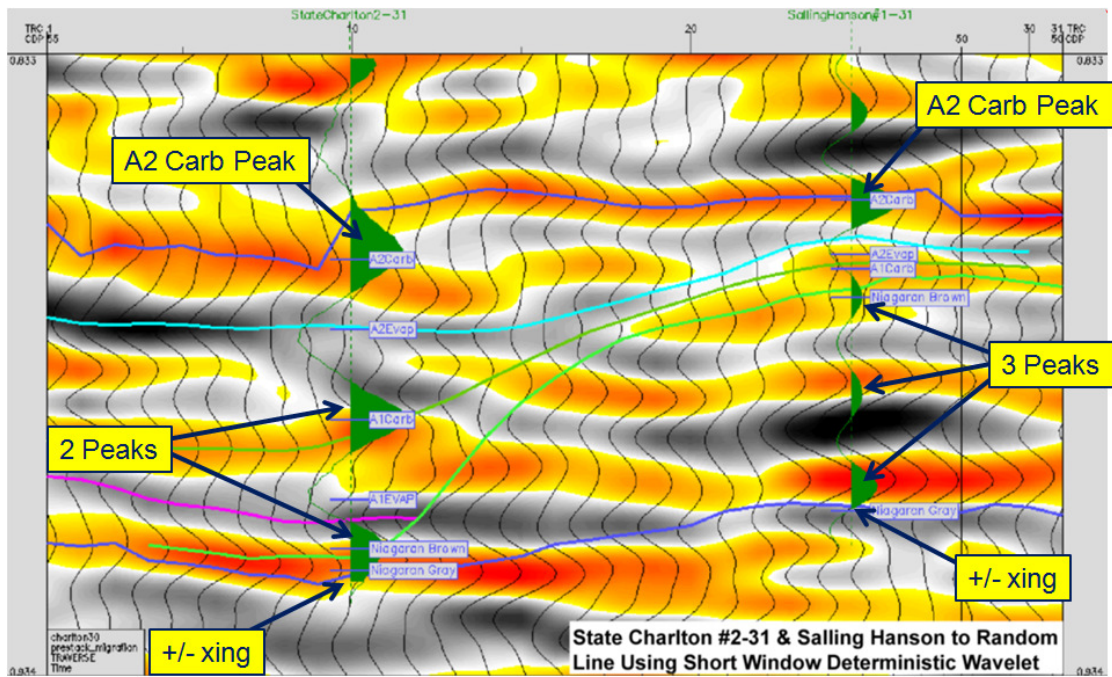 StateCharlton2-31
SallingHanson#1-31
TRC 1
CDP 55
10
20
50
30
31 TRC
50 CDP
0.833
0.833
A2 Carb Peak
A2 Carb Peak
A2Carb
A2Carb
A2Evap
A1Carb
Niagaran Brown
A2Evap
3 Peaks
A1Carb
2 Peaks
A1EVAP
Niagaran Gray
Niagaran Brown
Niagaran Gray
+/- xing
+/- xing
charlton30
prestack_migration
TRAVERSE
Time
State Charlton #2-31 & Salling Hanson to Random
Line Using Short Window Deterministic Wavelet
0.934
0.934